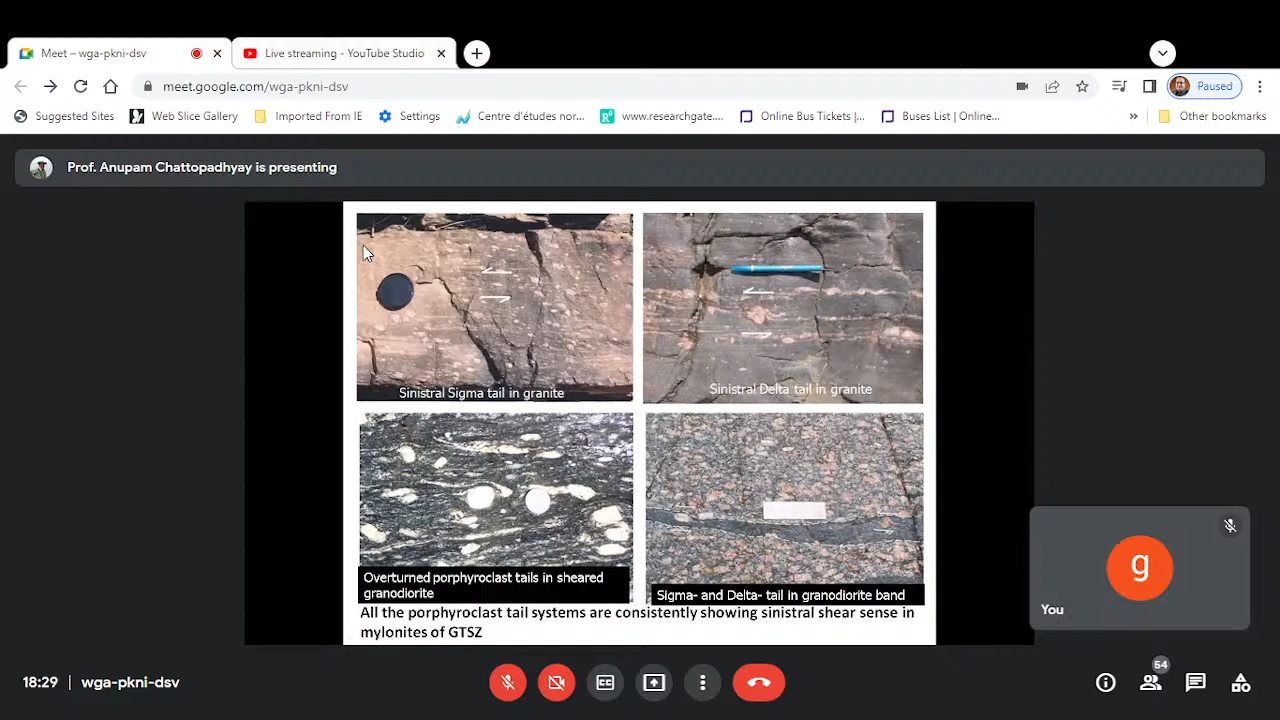 Meet – wga-pkni-dsv
Live streaming - YouTube Studio
meet.google.com/wga-pkni-dsv
Paused
Suggested Sites
Web Slice Gallery
Imported From IE
Settings
Centre d'études nor...
www.researchgate....
Online Bus Tickets |...
Buses List | Online...
Other bookmarks
Prof. Anupam Chattopadhyay is presenting
Sinistral Sigma tail in granite
Sinistral Delta tail in granite
Overturned porphyroclast tails in sheared
granodiorite
Sigma- and Delta- tail in granodiorite band
All the porphyroclast tail systems are consistently showing sinistral shear sense in
mylonites of GTSZ
g
You
18:29 | wga-pkni-dsv
CC
54